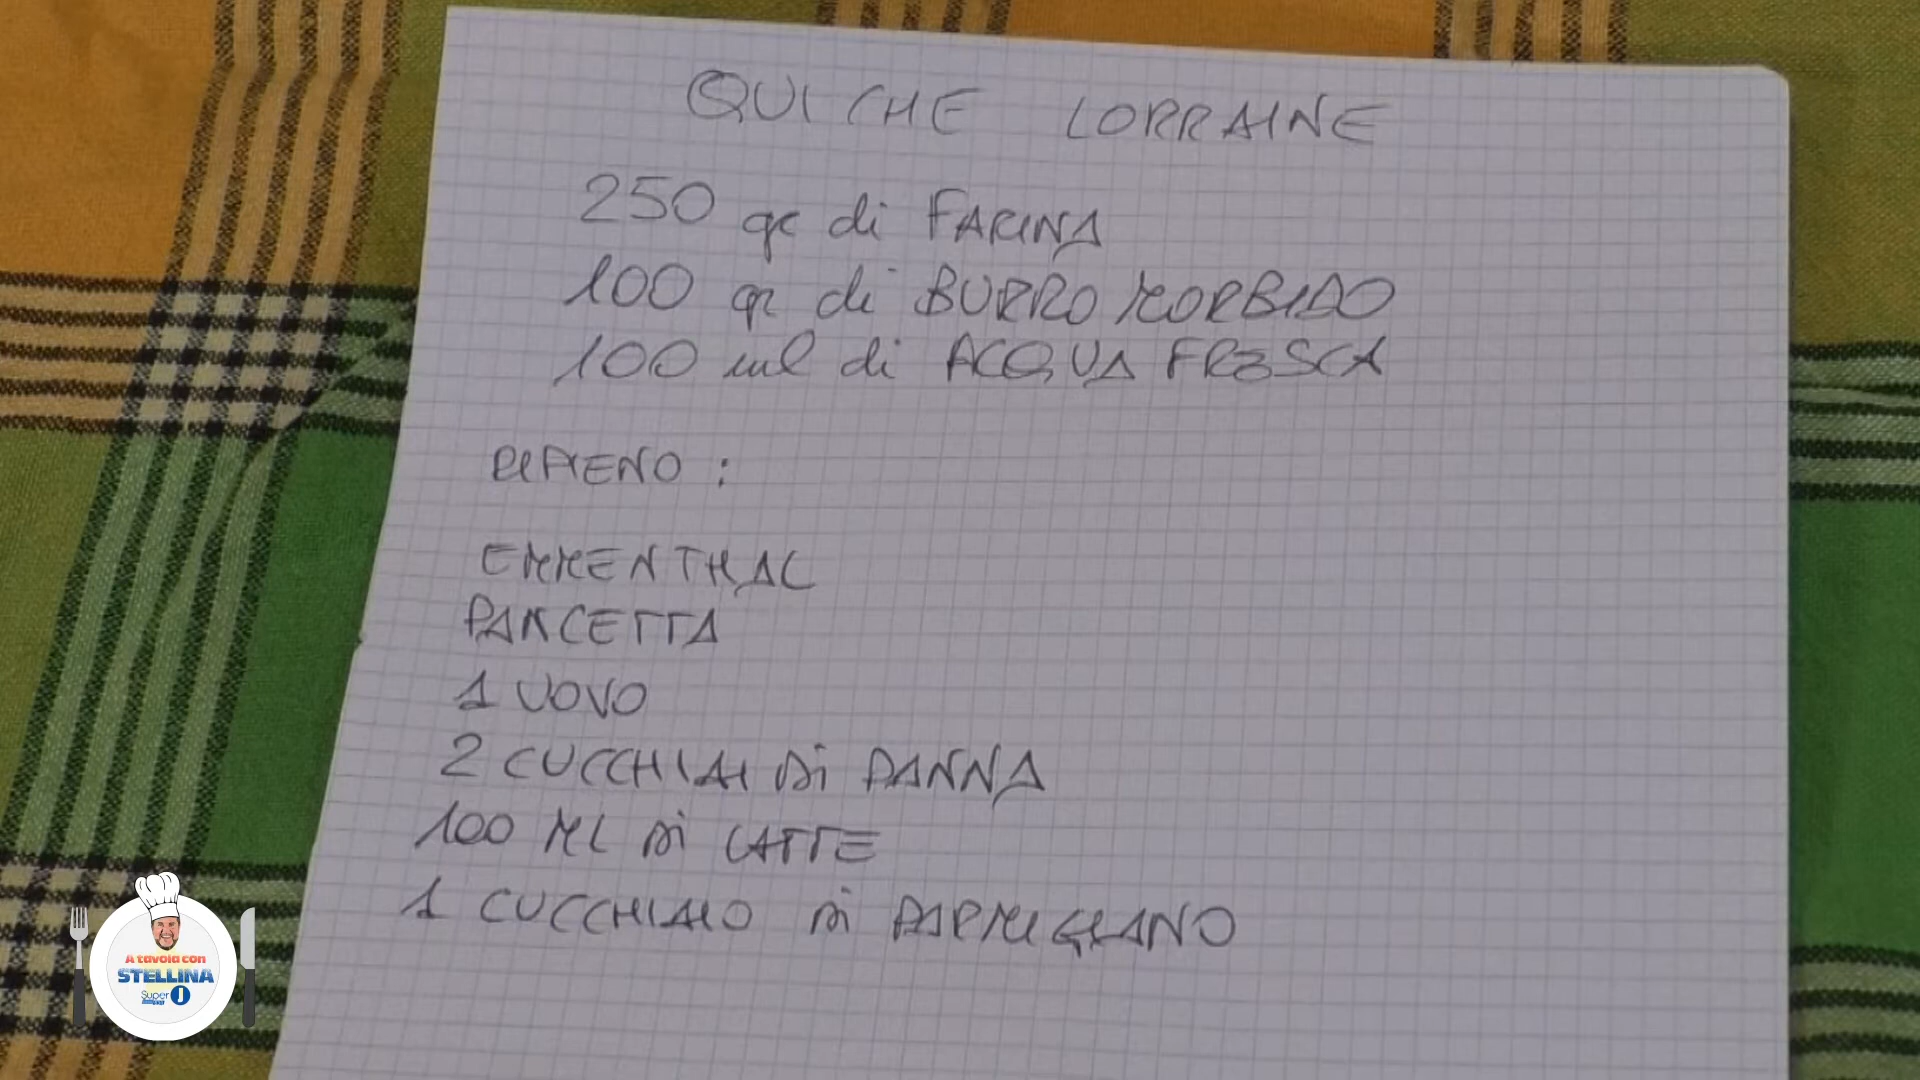 QUICHE LORRAINE
250 gr di FARINA
100 gr di BURRO MORBIDO
100 ml di ACQUA FRESCA
RIPIENO :
EMMENTHAL
PANCETTA
1 UOVO
2 CUCCHIAI Di PANNA
100 ML Di LATTE
1 CUCCHIAIO Di PARMIGIANO
A tavola con
STELLINA
Super J